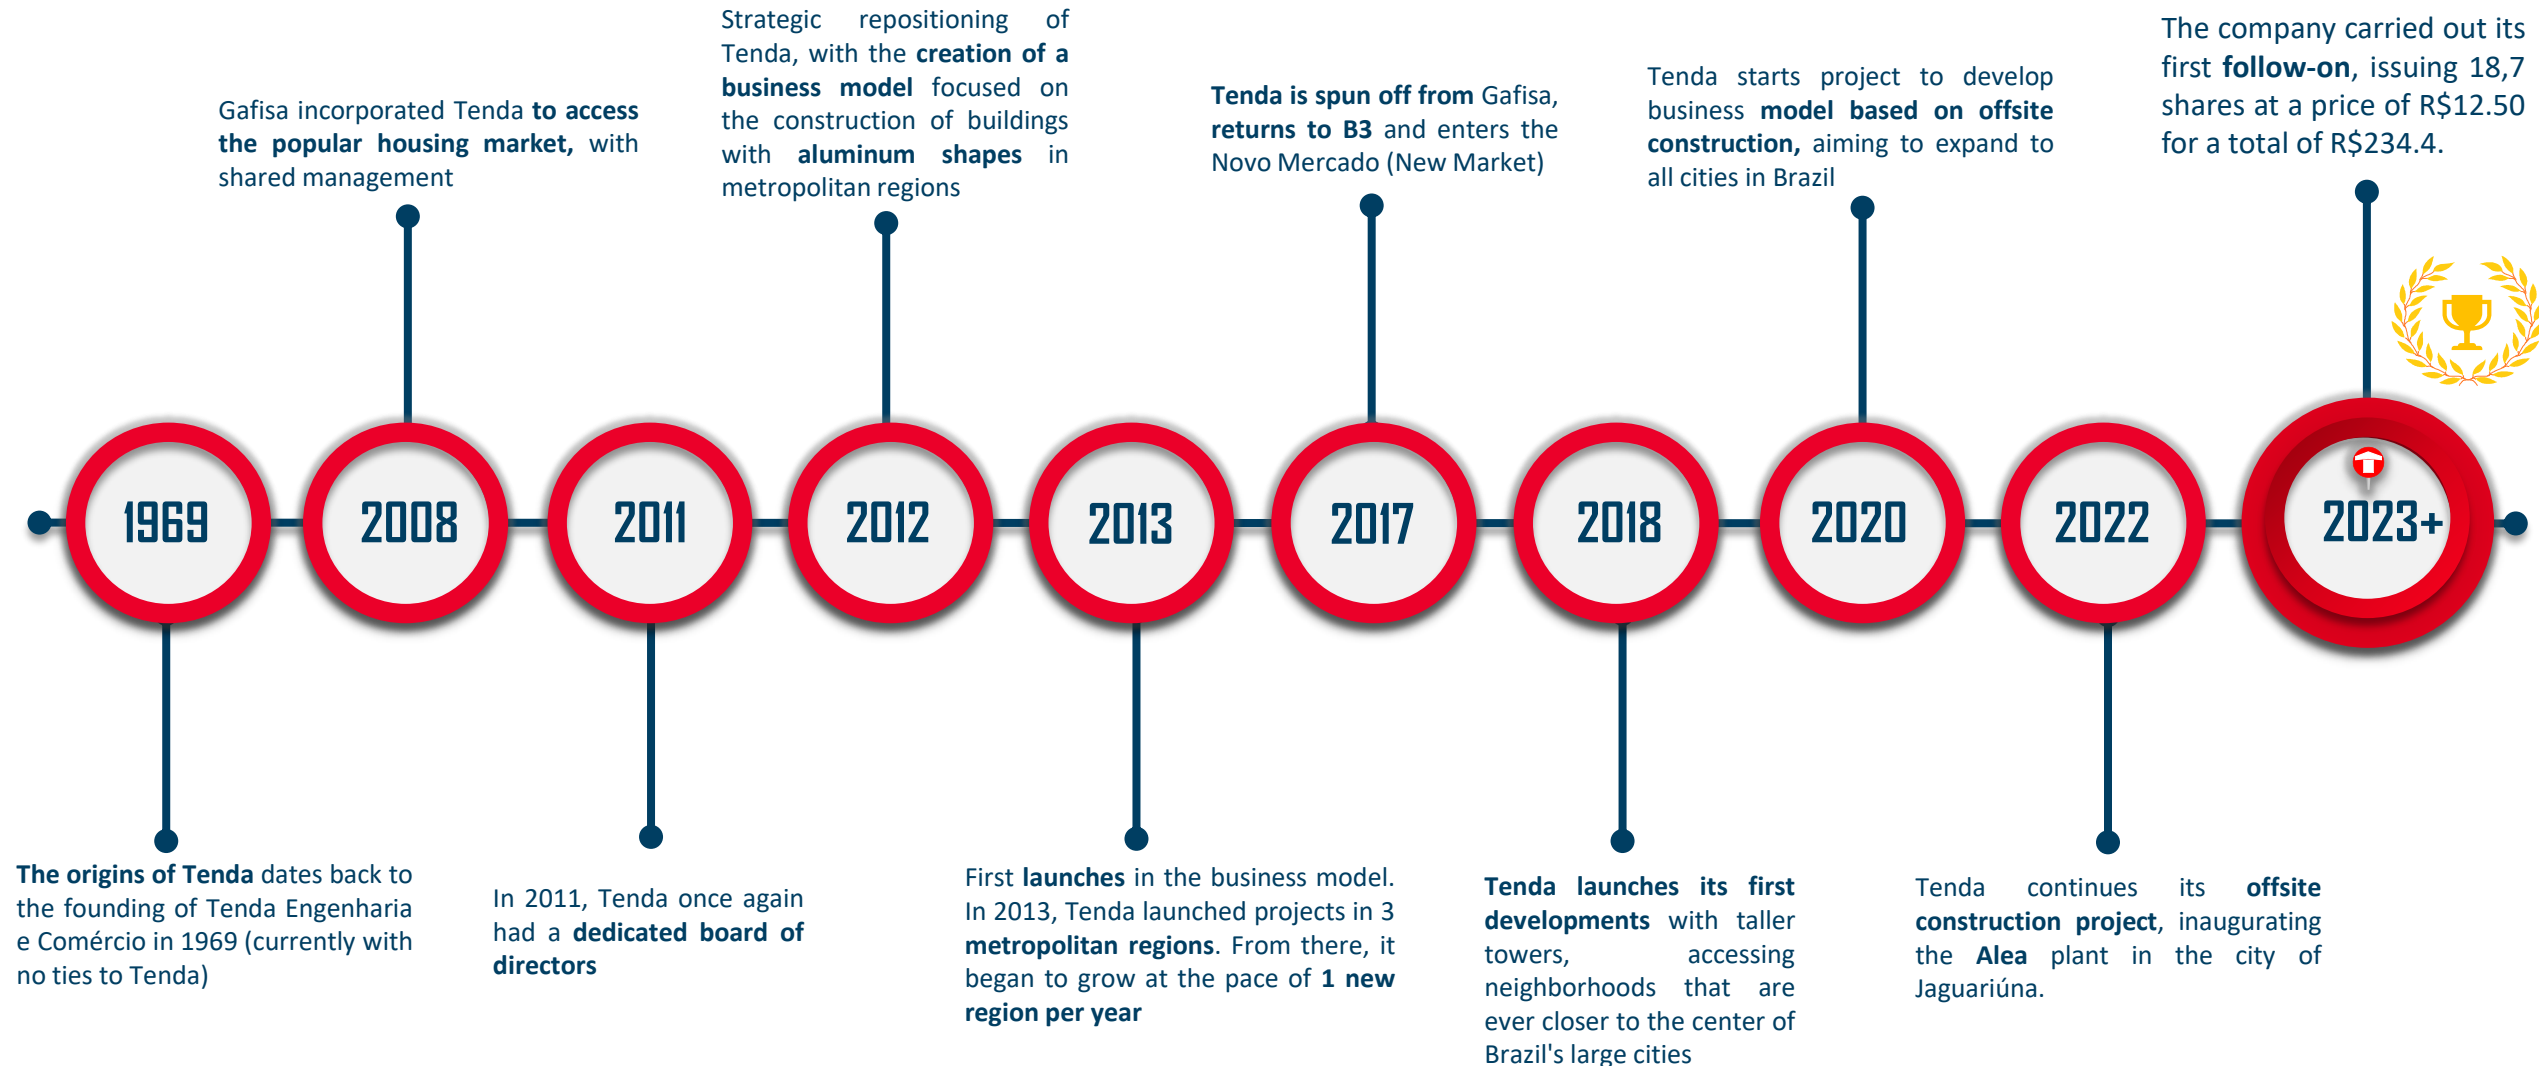 Gafisa incorporated Tenda to access
the popular housing market, with
shared management
Strategic repositioning of
Tenda, with the creation of a
business model focused on
the construction of buildings
with aluminum shapes in
metropolitan regions
Tenda is spun off from Gafisa,
returns to B3 and enters the
Novo Mercado (New Market)
Tenda starts project to develop
business model based on offsite
construction, aiming to expand to
all cities in Brazil
The company carried out its
first follow-on, issuing 18,7
shares at a price of R$12.50
for a total of R$234.4.
1969
2008
2011
2012
2013
2017
2018
2020
2022
2023+
The origins of Tenda dates back to
the founding of Tenda Engenharia
e Comércio in 1969 (currently with
no ties to Tenda)
In 2011, Tenda once again
had a dedicated board of
directors
First launches in the business model.
In 2013, Tenda launched projects in 3
metropolitan regions. From there, it
began to grow at the pace of 1 new
region per year
Tenda launches its first
developments with taller
towers, accessing
neighborhoods that are
ever closer to the center of
Brazil's large cities
Tenda continues its offsite
construction project, inaugurating
the Alea plant in the city of
Jaguariúna.